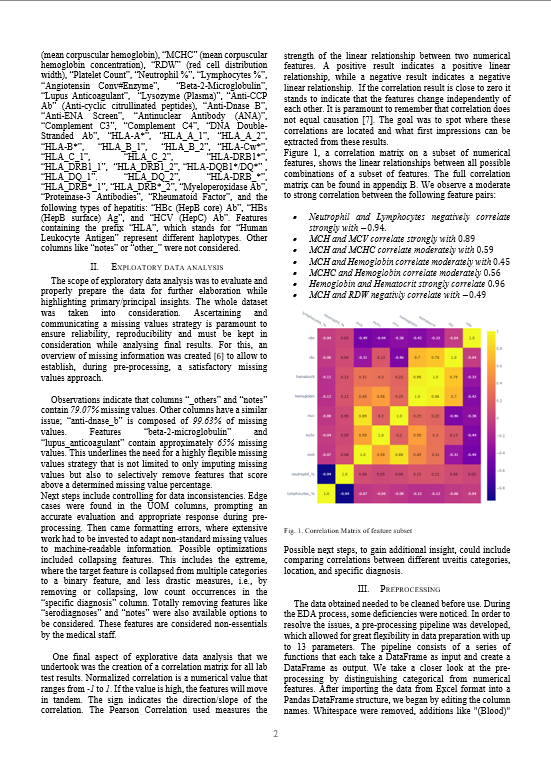 (mean corpuscular hemoglobin), "MCHC" (mean corpuscular
hemoglobin concentration), "RDW" (red cell distribution
width), "Platelet Count", "Neutrophil %", "Lymphocytes %",
"Angiotensin Conv#Enzyme", "Beta-2-Microglobulin",
"Lupus Anticoagulant", "Lysozyme (Plasma)", "Anti-CCP
Ab" (Anti-cyclic citrullinated peptides), "Anti-Dnase B",
"Anti-ENA Screen", "Antinuclear Antibody (ANA)",
"Complement C3", "Complement C4", "DNA Double-
Stranded Ab", "HLA-A*", "HLA_A_1", "HLA_A_2",
"HLA-B*", "HLA_B_1", "HLA_B_2", "HLA-Cw*",
"HLA_C_1", "HLA_C_2", "HLA-DRB1*",
"HLA_DRB1_1", "HLA_DRB1_2", "HLA-DQB1*DQ*",
"HLA_DQ_1", "HLA_DQ_2", "HLA-DRB_*",
"HLA_DRB*_1", "HLA_DRB*_2", "Myeloperoxidase Ab",
"Proteinase-3 Antibodies", "Rheumatoid Factor", and the
following types of hepatitis: "HBc (HepB core) Ab", "HBs
(HepB surface) Ag", and "HCV (HepC) Ab". Features
containing the prefix "HLA", which stands for "Human
Leukocyte Antigen" represent different haplotypes. Other
columns like "notes" or "other_" were not considered.
II. EXPLOATORY DATA ANALYSIS
The scope of exploratory data analysis was to evaluate and
properly prepare the data for further elaboration while
highlighting primary/principal insights. The whole dataset
was taken into consideration. Ascertaining and
communicating a missing values strategy is paramount to
ensure reliability, reproducibility and must be kept in
consideration while analysing final results. For this, an
overview of missing information was created [6] to allow to
establish, during pre-processing, a satisfactory missing
values approach.
Observations indicate that columns "_others" and "notes"
contain 79.07% missing values. Other columns have a similar
issue; "anti-dnase_b" is composed of 99.63% of missing
values. Features "beta-2-microglobulin" and
"lupus_anticoagulant" contain approximately 65% missing
values. This underlines the need for a highly flexible missing
values strategy that is not limited to only imputing missing
values but also to selectively remove features that score
above a determined missing value percentage.
Next steps include controlling for data inconsistencies. Edge
cases were found in the UOM columns, prompting an
accurate evaluation and appropriate response during pre-
processing. Then came formatting errors, where extensive
work had to be invested to adapt non-standard missing values
to machine-readable information. Possible optimizations
included collapsing features. This includes the extreme,
where the target feature is collapsed from multiple categories
to a binary feature, and less drastic measures, i.e., by
removing or collapsing, low count occurrences in the
"specific diagnosis" column. Totally removing features like
"serodiagnoses" and "notes" were also available options to
be considered. These features are considered non-essentials
by the medical staff.
One final aspect of explorative data analysis that we
undertook was the creation of a correlation matrix for all lab
test results. Normalized correlation is a numerical value that
ranges from -1 to 1. If the value is high, the features will move
in tandem. The sign indicates the direction/slope of the
correlation. The Pearson Correlation used measures the
strength of the linear relationship between two numerical
features. A positive result indicates a positive linear
relationship, while a negative result indicates a negative
linear relationship. If the correlation result is close to zero it
stands to indicate that the features change independently of
each other. It is paramount to remember that correlation does
not equal causation [7]. The goal was to spot where these
correlations are located and what first impressions can be
extracted from these results.
Figure 1, a correlation matrix on a subset of numerical
features, shows the linear relationships between all possible
combinations of a subset of features. The full correlation
matrix can be found in appendix B. We observe a moderate
to strong correlation between the following feature pairs:
• Neutrophil and Lymphocytes negatively correlate
strongly with −0.94.
• MCH and MCV correlate strongly with 0.89
• MCH and MCHC correlate moderately with 0.59
• MCH and Hemoglobin correlate moderately with 0.45
• MCHC and Hemoglobin correlate moderately 0.56
• Hemoglobin and Hematocrit strongly correlate 0.96
• MCH and RDW negativly correlate with −0.49
Fig. 1. Correlation Matrix of feature subset
Possible next steps, to gain additional insight, could include
comparing correlations between different uveitis categories,
location, and specific diagnosis.
III. PREPROCESSING
The data obtained needed to be cleaned before use. During
the EDA process, some deficiencies were noticed. In order to
resolve the issues, a pre-processing pipeline was developed,
which allowed for great flexibility in data preparation with up
to 13 parameters. The pipeline consists of a series of
functions that each take a DataFrame as input and create a
DataFrame as output. We take a closer look at the pre-
processing by distinguishing categorical from numerical
features. After importing the data from Excel format into a
Pandas DataFrame structure, we began by editing the column
names. Whitespace were removed, additions like "(Blood)"
2